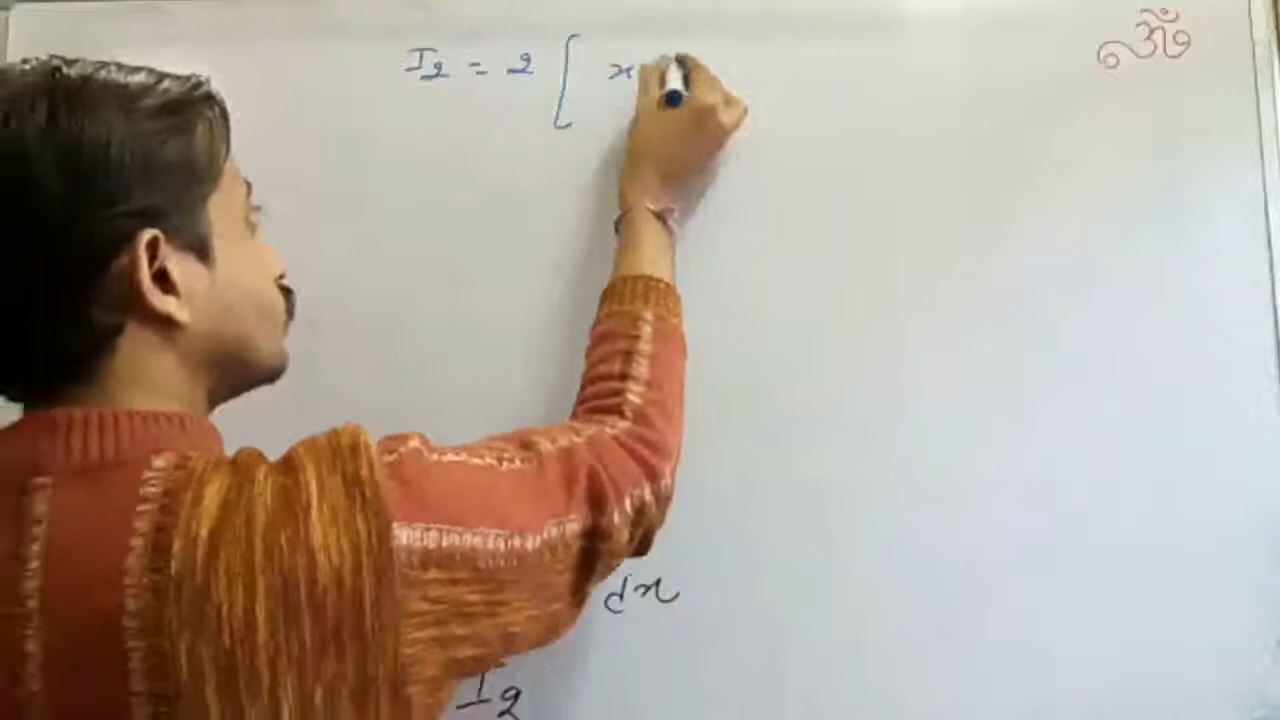 ॐ
I₂ = 2 [ x
dx
I₂